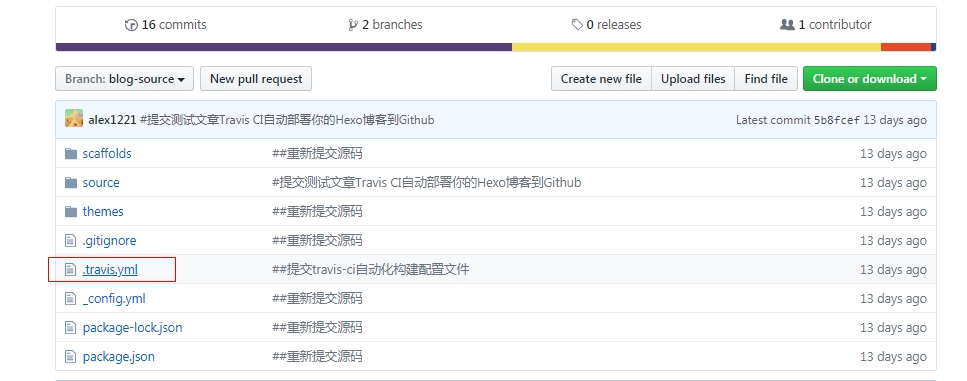 16 commits 2 branches 0 releases 1 contributor
Branch: blog-source New pull request Create new file Upload files Find file Clone or download
alex1221 #提交测试文章Travis CI自动部署你的Hexo博客到Github Latest commit 5b8fcef 13 days ago
scaffolds ##重新提交源码 13 days ago
source #提交测试文章Travis CI自动部署你的Hexo博客到Github 13 days ago
themes ##重新提交源码 13 days ago
.gitignore ##重新提交源码 13 days ago
.travis.yml ##提交travis-ci自动化构建配置文件 13 days ago
_config.yml ##重新提交源码 13 days ago
package-lock.json ##重新提交源码 13 days ago
package.json ##重新提交源码 13 days ago